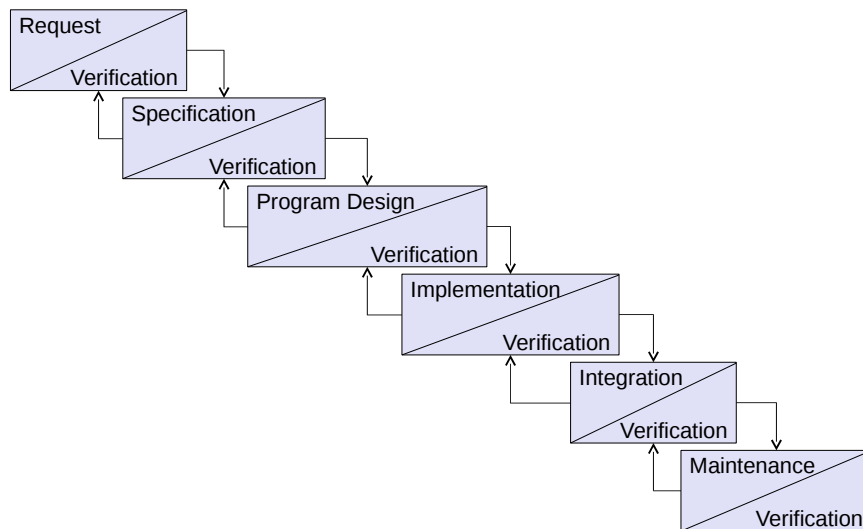 Request
Verification
Specification
Verification
Program Design
Verification
Implementation
Verification
Integration
Verification
Maintenance
Verification